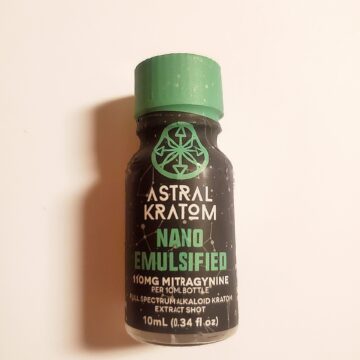 ASTRAL
KRATOM
NANO
EMULSIFIED
110MG MITRAGYNINE
PER 10ML BOTTLE
FULL SPECTRUM ALKALOID KRATOM
EXTRACT SHOT
10mL (0.34 fl oz)